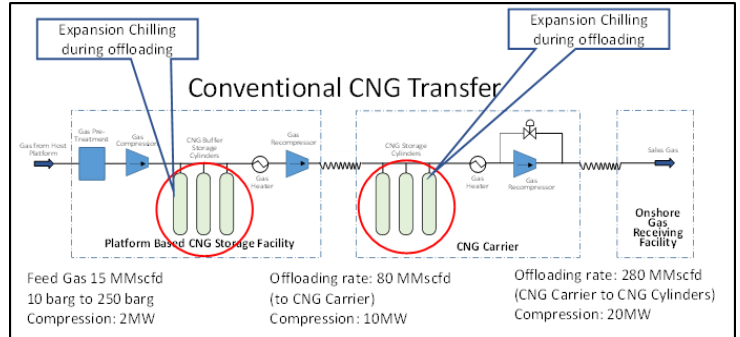 Expansion Chilling
during offloading
Expansion Chilling
during offloading
Conventional CNG Transfer
Gas from Host
Platform
Gas Pre-
Treatment
Gas
Compressor
CNG Buffer
Storage
Cylinders
Gas
Heater
Gas
Recompressor
CNG Storage
Cylinders
Gas
Heater
Gas
Recompressor
Sales Gas
Platform Based CNG Storage Facility
CNG Carrier
Onshore
Gas
Receiving
Facility
Feed Gas 15 MMscfd
10 barg to 250 barg
Compression: 2MW
Offloading rate: 80 MMscfd
(to CNG Carrier)
Compression: 10MW
Offloading rate: 280 MMscfd
(CNG Carrier to CNG Cylinders)
Compression: 20MW